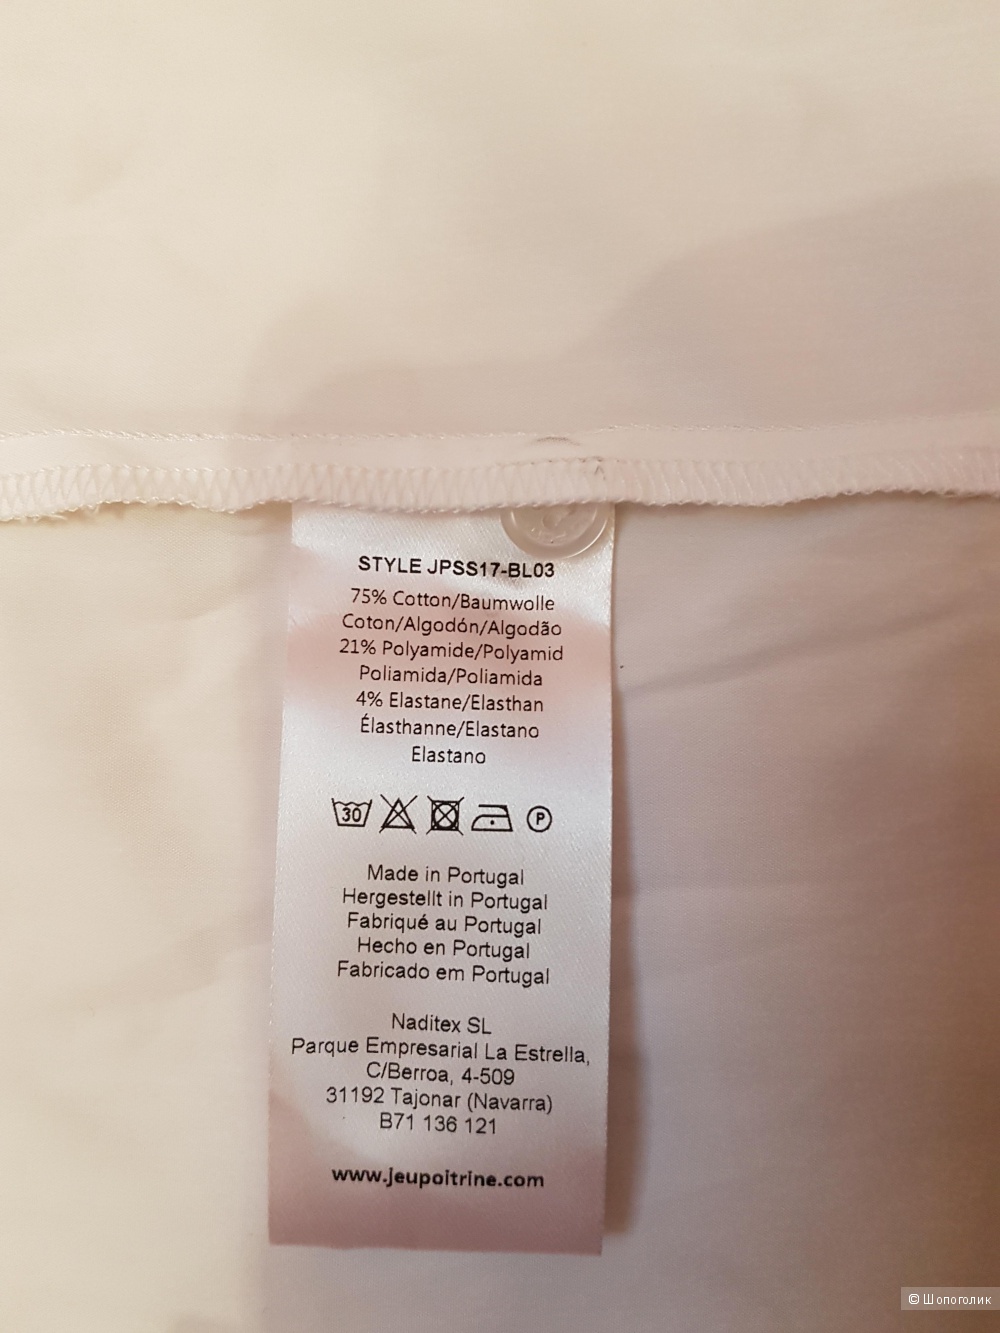 STYLE JPSS17-BL03
75% Cotton/Baumwolle
Coton/Algodón/Algodão
21% Polyamide/Polyamid
Poliamida/Poliamida
4% Elastane/Elasthan
Élasthanne/Elastano
Elastano
30 P
Made in Portugal
Hergestellt in Portugal
Fabriqué au Portugal
Hecho en Portugal
Fabricado em Portugal
Naditex SL
Parque Empresarial La Estrella,
C/Berroa, 4-509
31192 Tajonar (Navarra)
B71 136 121
www.jeupoitrine.com
© Шопоголик